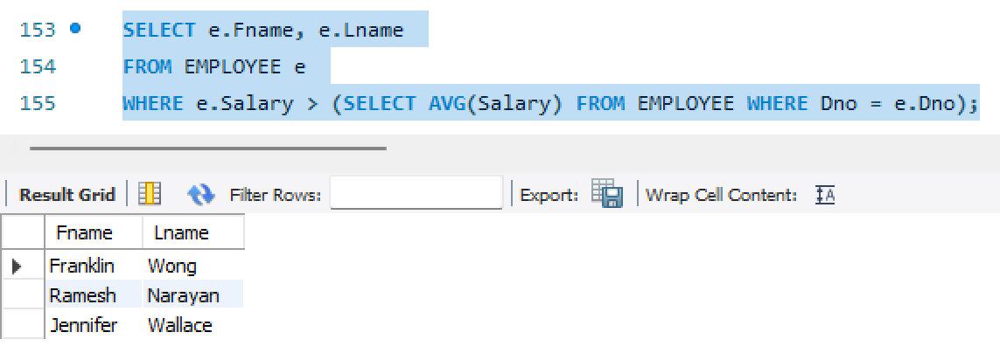 153 SELECT e.Fname, e.Lname
154 FROM EMPLOYEE e
155 WHERE e.Salary > (SELECT AVG(Salary) FROM EMPLOYEE WHERE Dno = e.Dno);
Result Grid Filter Rows: Export: Wrap Cell Content: IA
Fname Lname
Franklin Wong
Ramesh Narayan
Jennifer Wallace